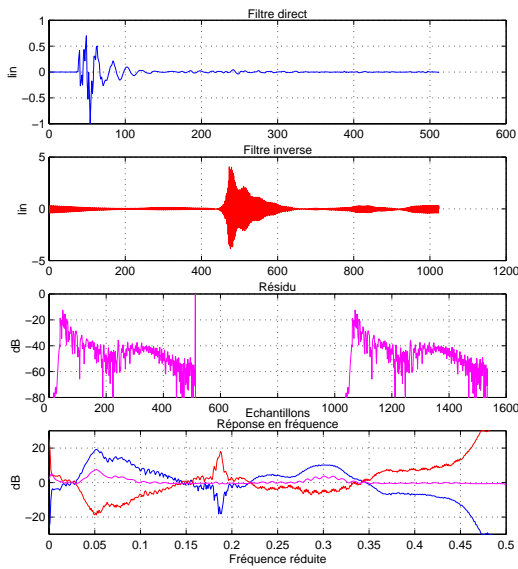 Filtre direct
1
0.5
0
−0.5
−1
lin
0 100 200 300 400 500 600
Filtre inverse
5
0
−5
lin
0 200 400 600 800 1000 1200
Résidu
0
−20
−40
−60
−80
dB
0 200 400 600 800 1000 1200 1400 1600
Echantillons
Réponse en fréquence
20
0
−20
dB
0 0.05 0.1 0.15 0.2 0.25 0.3 0.35 0.4 0.45 0.5
Fréquence réduite